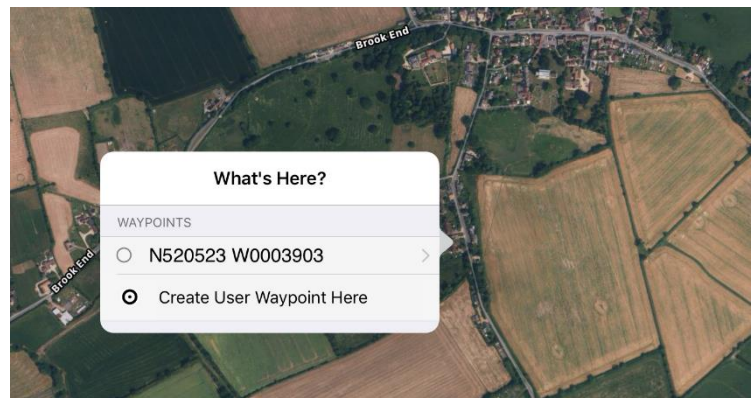 Brook End
What's Here?
WAYPOINTS
N520523 W0003903
Create User Waypoint Here
Brook End